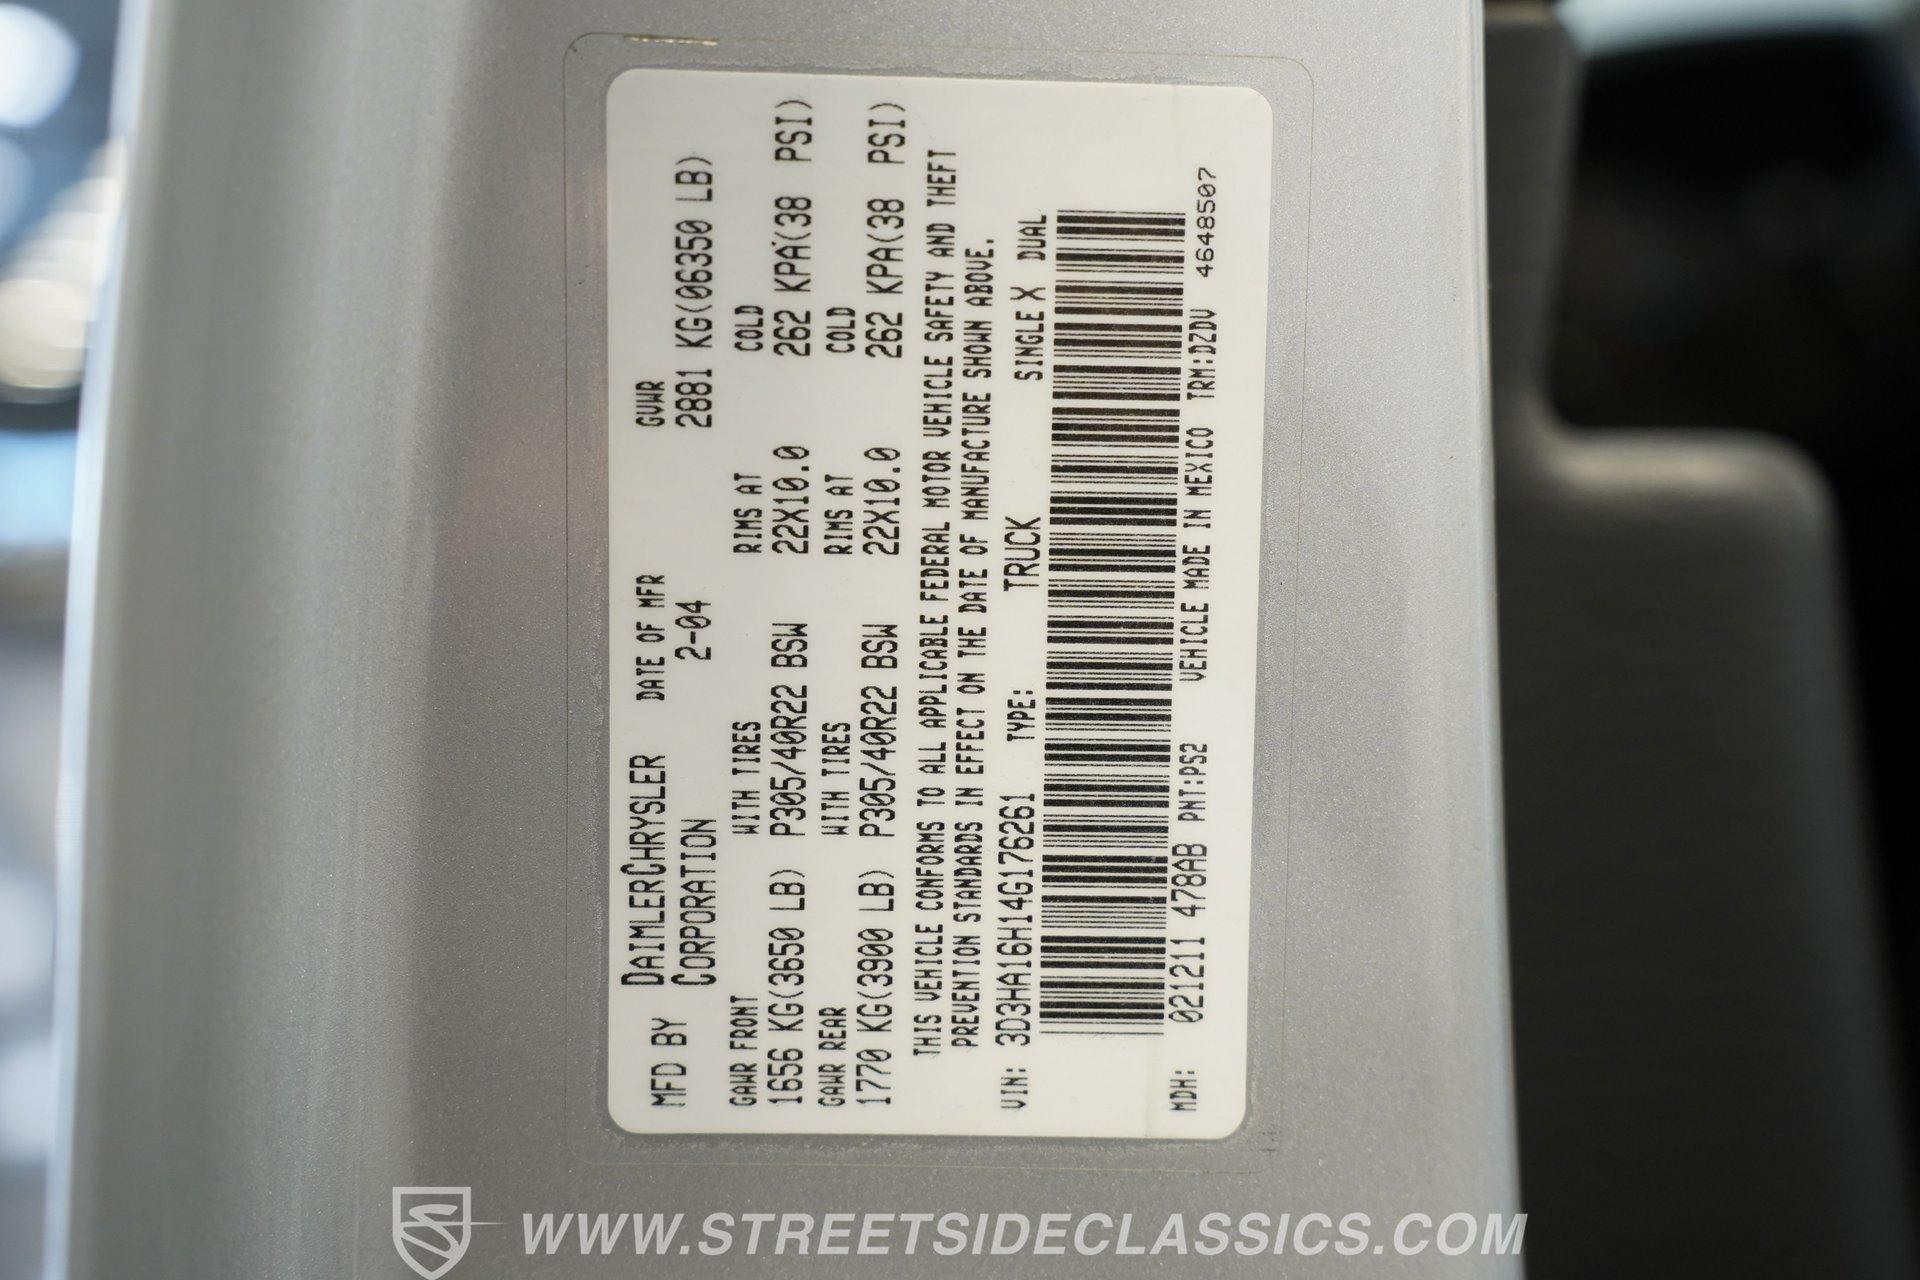 MFD BY DAIMLERCHRYSLER DATE OF MFR GVWR
CORPORATION 2-04 2881 KG(06350 LB)
GAWR FRONT WITH TIRES RIMS AT COLD
1656 KG(3650 LB) P305/40R22 BSW 22X10.0 262 KPA(38 PSI)
GAWR REAR WITH TIRES RIMS AT COLD
1770 KG(3900 LB) P305/40R22 BSW 22X10.0 262 KPA(38 PSI)
THIS VEHICLE CONFORMS TO ALL APPLICABLE FEDERAL MOTOR VEHICLE SAFETY AND THEFT
PREVENTION STANDARDS IN EFFECT ON THE DATE OF MANUFACTURE SHOWN ABOVE.
VIN: 3D3HA16H14G176261 TYPE: TRUCK SINGLE X DUAL
MDH: 021211 478AB PNT:PS2 VEHICLE MADE IN MEXICO TRM:DZDV 4648507
WWW.STREETSIDECLASSICS.COM